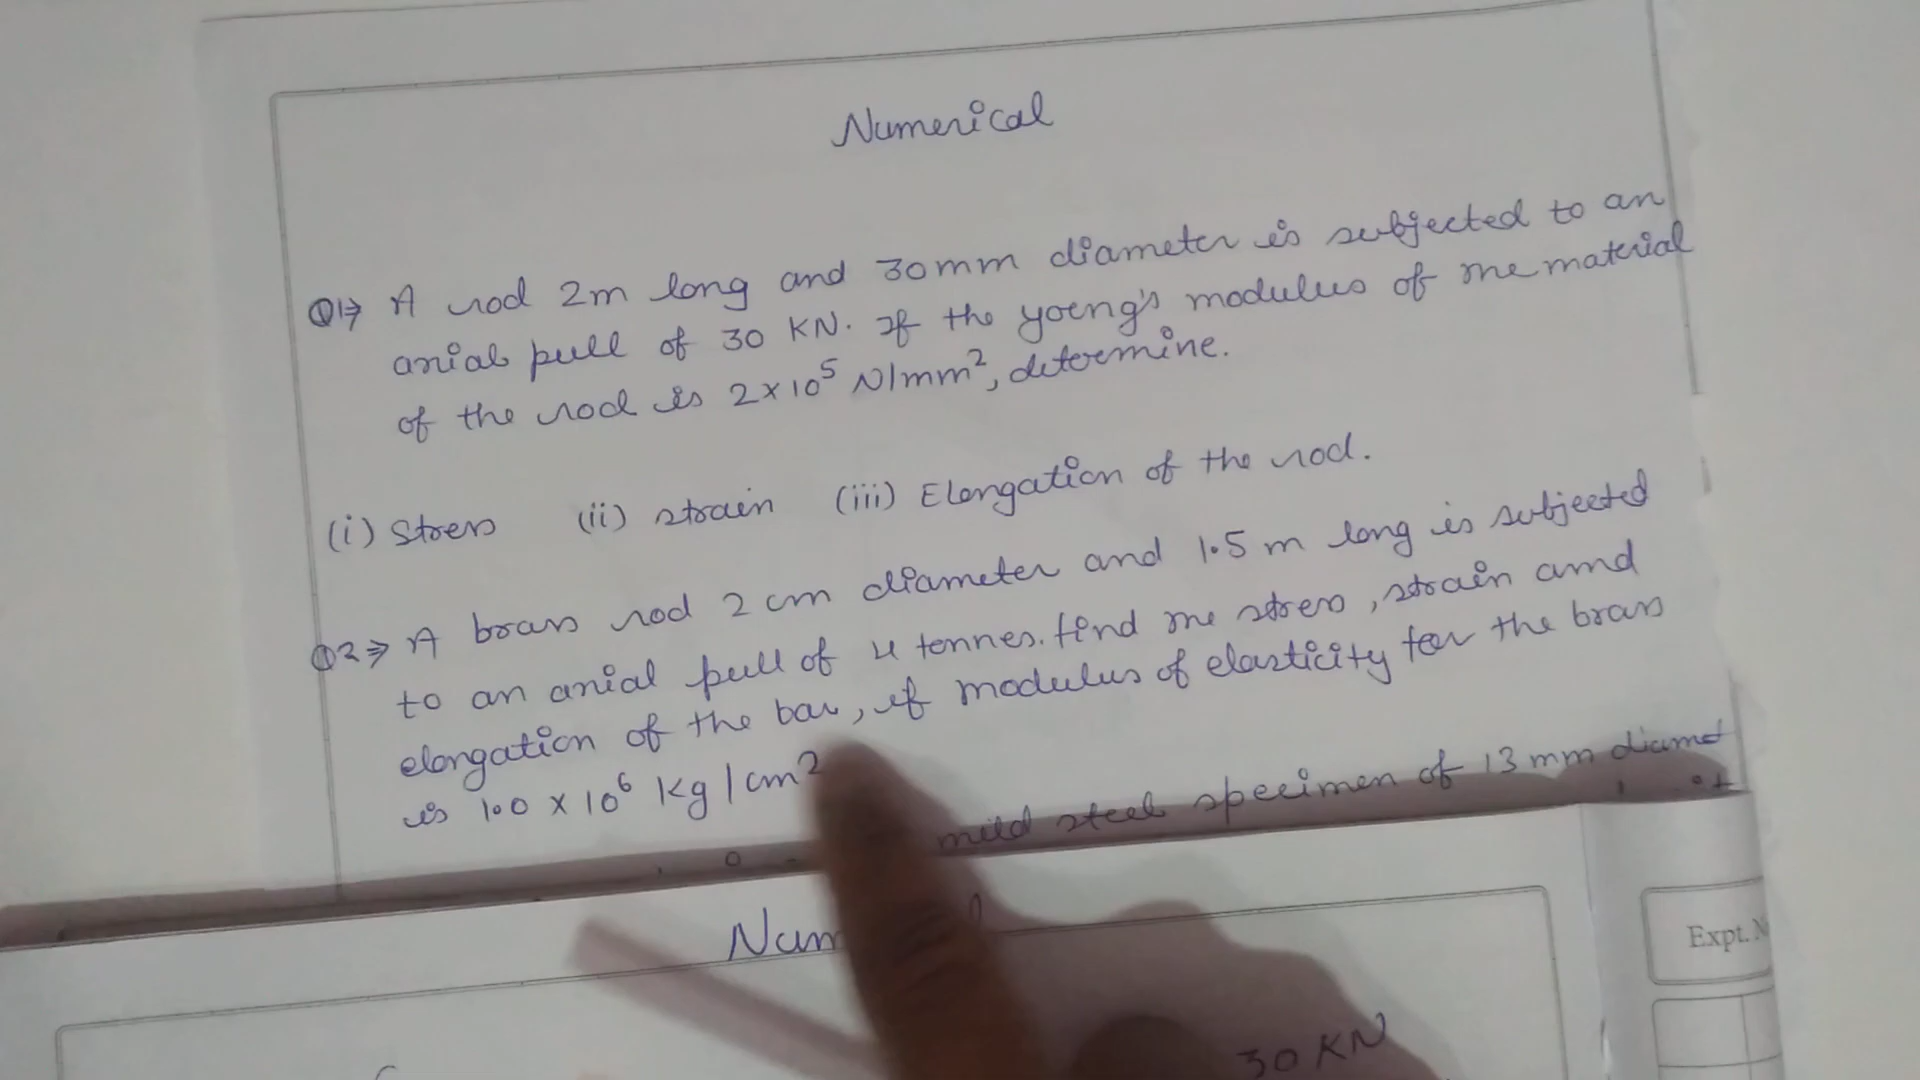 Numerical
Q1⇒ A rod 2m long and 30mm diameter is subjected to an
axial pull of 30 KN. If the young's modulus of the material
of the rod is 2×10⁵ N/mm², determine.
(i) Stress (ii) strain (iii) Elongation of the rod.
Q2⇒ A brass rod 2 cm diameter and 1.5 m long is subjected
to an axial pull of 4 tonnes. find the stress, strain and
elongation of the bar, if modulus of elasticity for the brass
is 1.0 × 10⁶ kg/cm²
mild steel specimen of 13 mm diamet
Num
Expt. N
30 KN